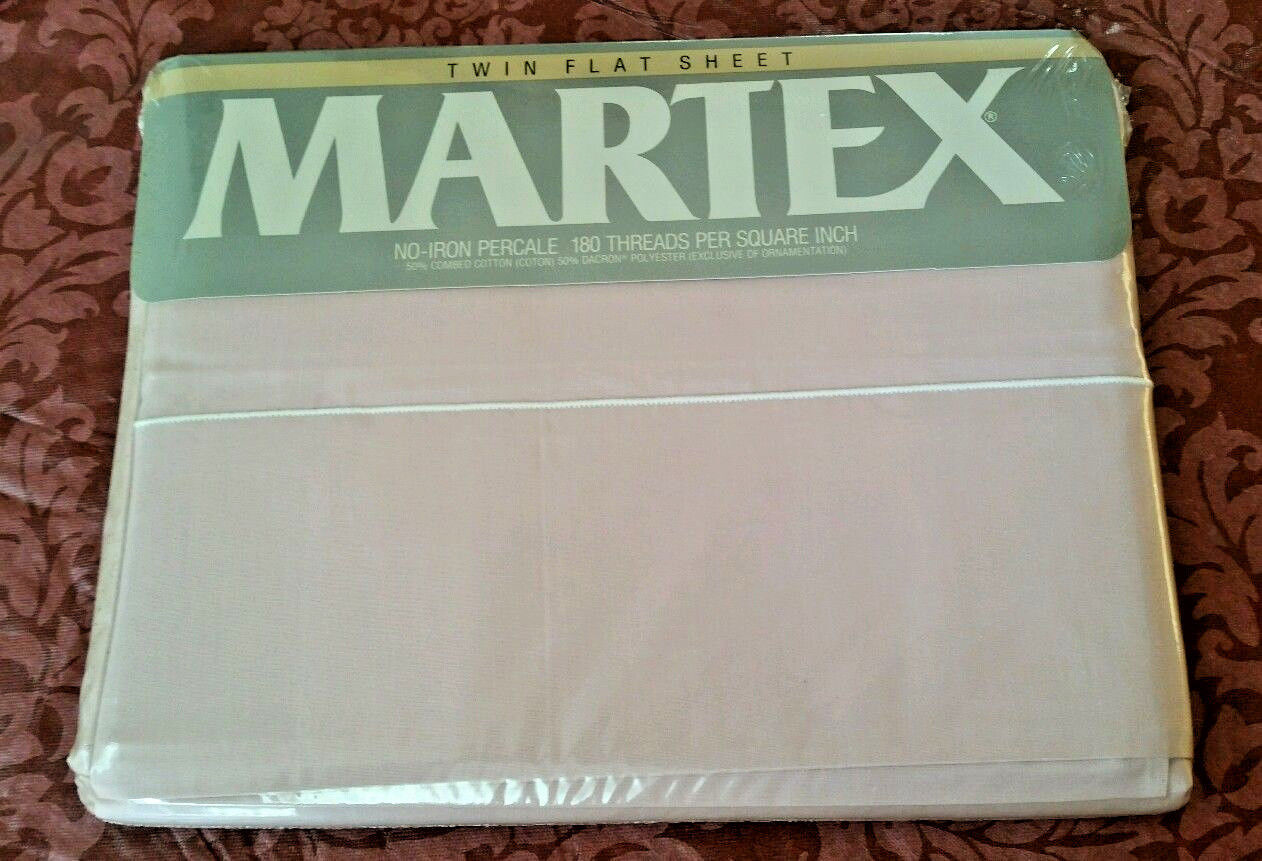 TWIN FLAT SHEET
MARTEX®
NO-IRON PERCALE 180 THREADS PER SQUARE INCH
50% COMBED COTTON (COTON) 50% DACRON® POLYESTER (EXCLUSIVE OF ORNAMENTATION)